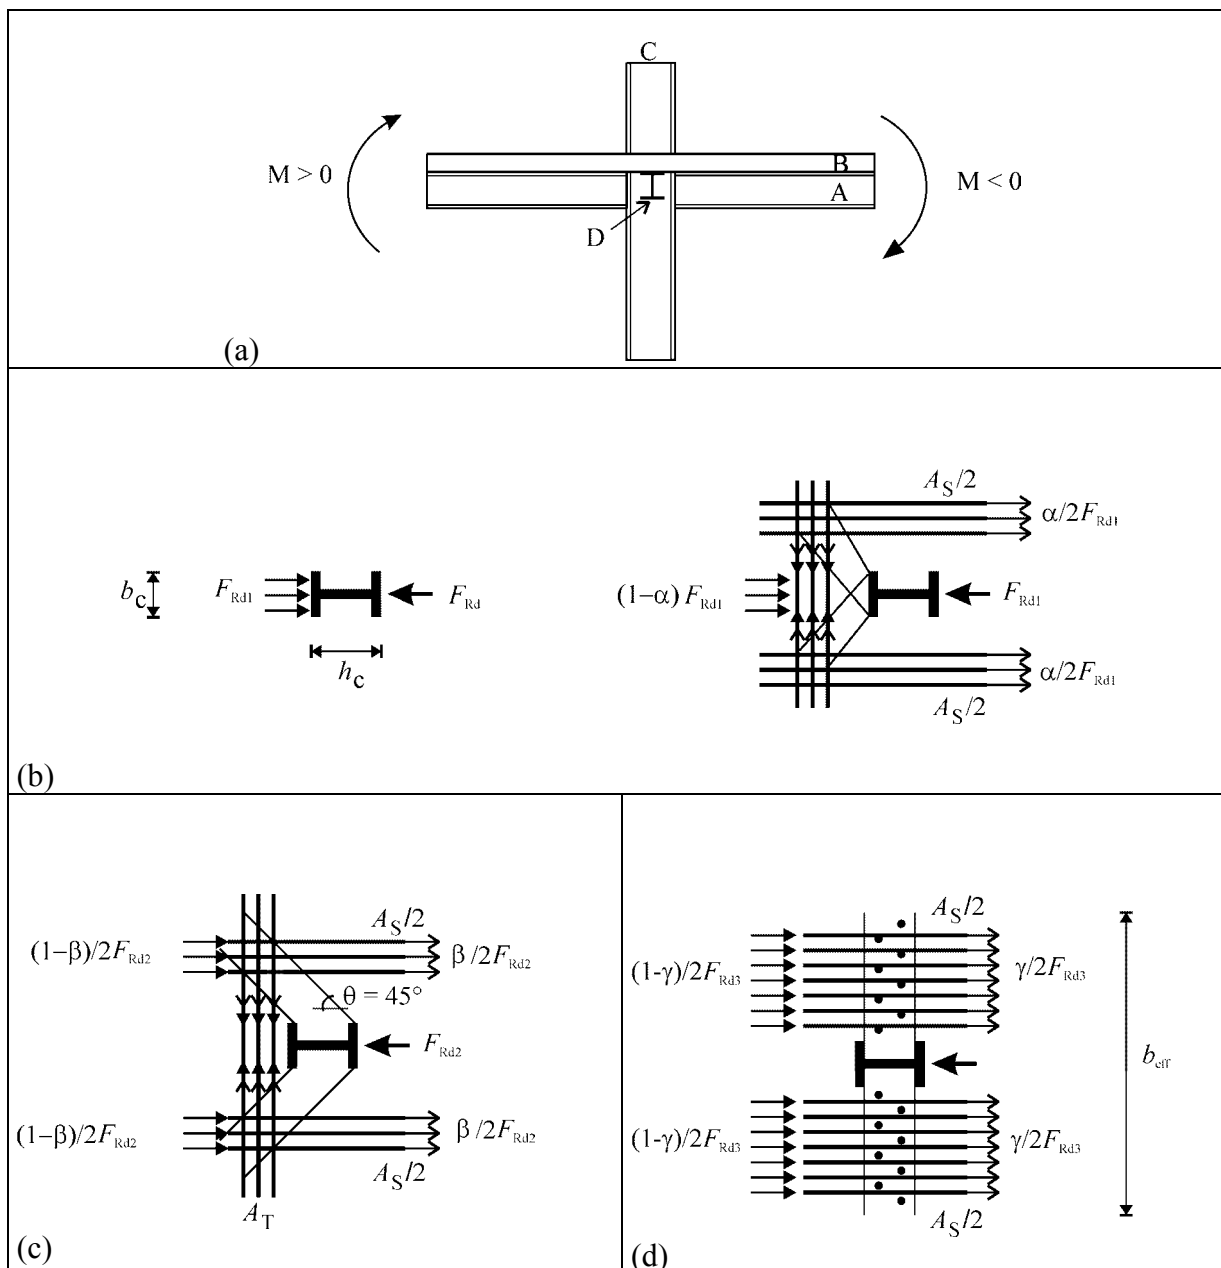 C
M > 0
B
M < 0
A
D
(a)
A_S/2
α/2F_Rd1
b_c
F_Rd1
F_Rd
(1−α) F_Rd1
F_Rd1
h_c
α/2F_Rd1
A_S/2
(b)
A_S/2
(1−β)/2F_Rd2
β/2F_Rd2
θ = 45°
F_Rd2
(1−β)/2F_Rd2
β/2F_Rd2
A_S/2
A_T
(c)
A_S/2
(1-γ)/2F_Rd3
γ/2F_Rd3
b_eff
(1-γ)/2F_Rd3
γ/2F_Rd3
A_S/2
(d)